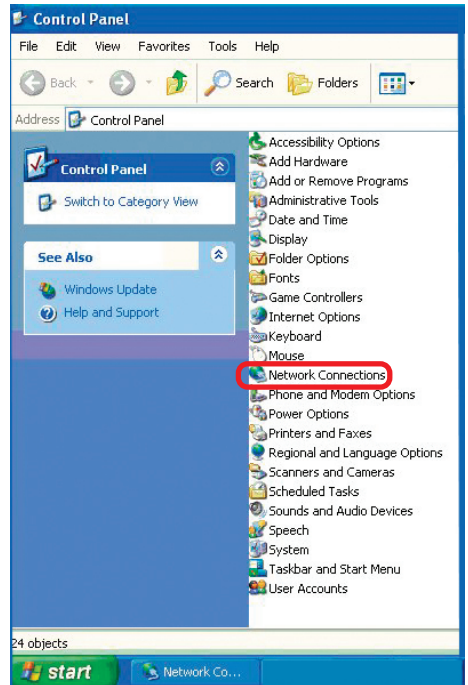 Control Panel
File Edit View Favorites Tools Help
Back Search Folders
Address Control Panel
Control Panel
Switch to Category View
See Also
Windows Update
Help and Support
Accessibility Options
Add Hardware
Add or Remove Programs
Administrative Tools
Date and Time
Display
Folder Options
Fonts
Game Controllers
Internet Options
Keyboard
Mouse
Network Connections
Phone and Modem Options
Power Options
Printers and Faxes
Regional and Language Options
Scanners and Cameras
Scheduled Tasks
Sounds and Audio Devices
Speech
System
Taskbar and Start Menu
User Accounts
24 objects
start Network Co...